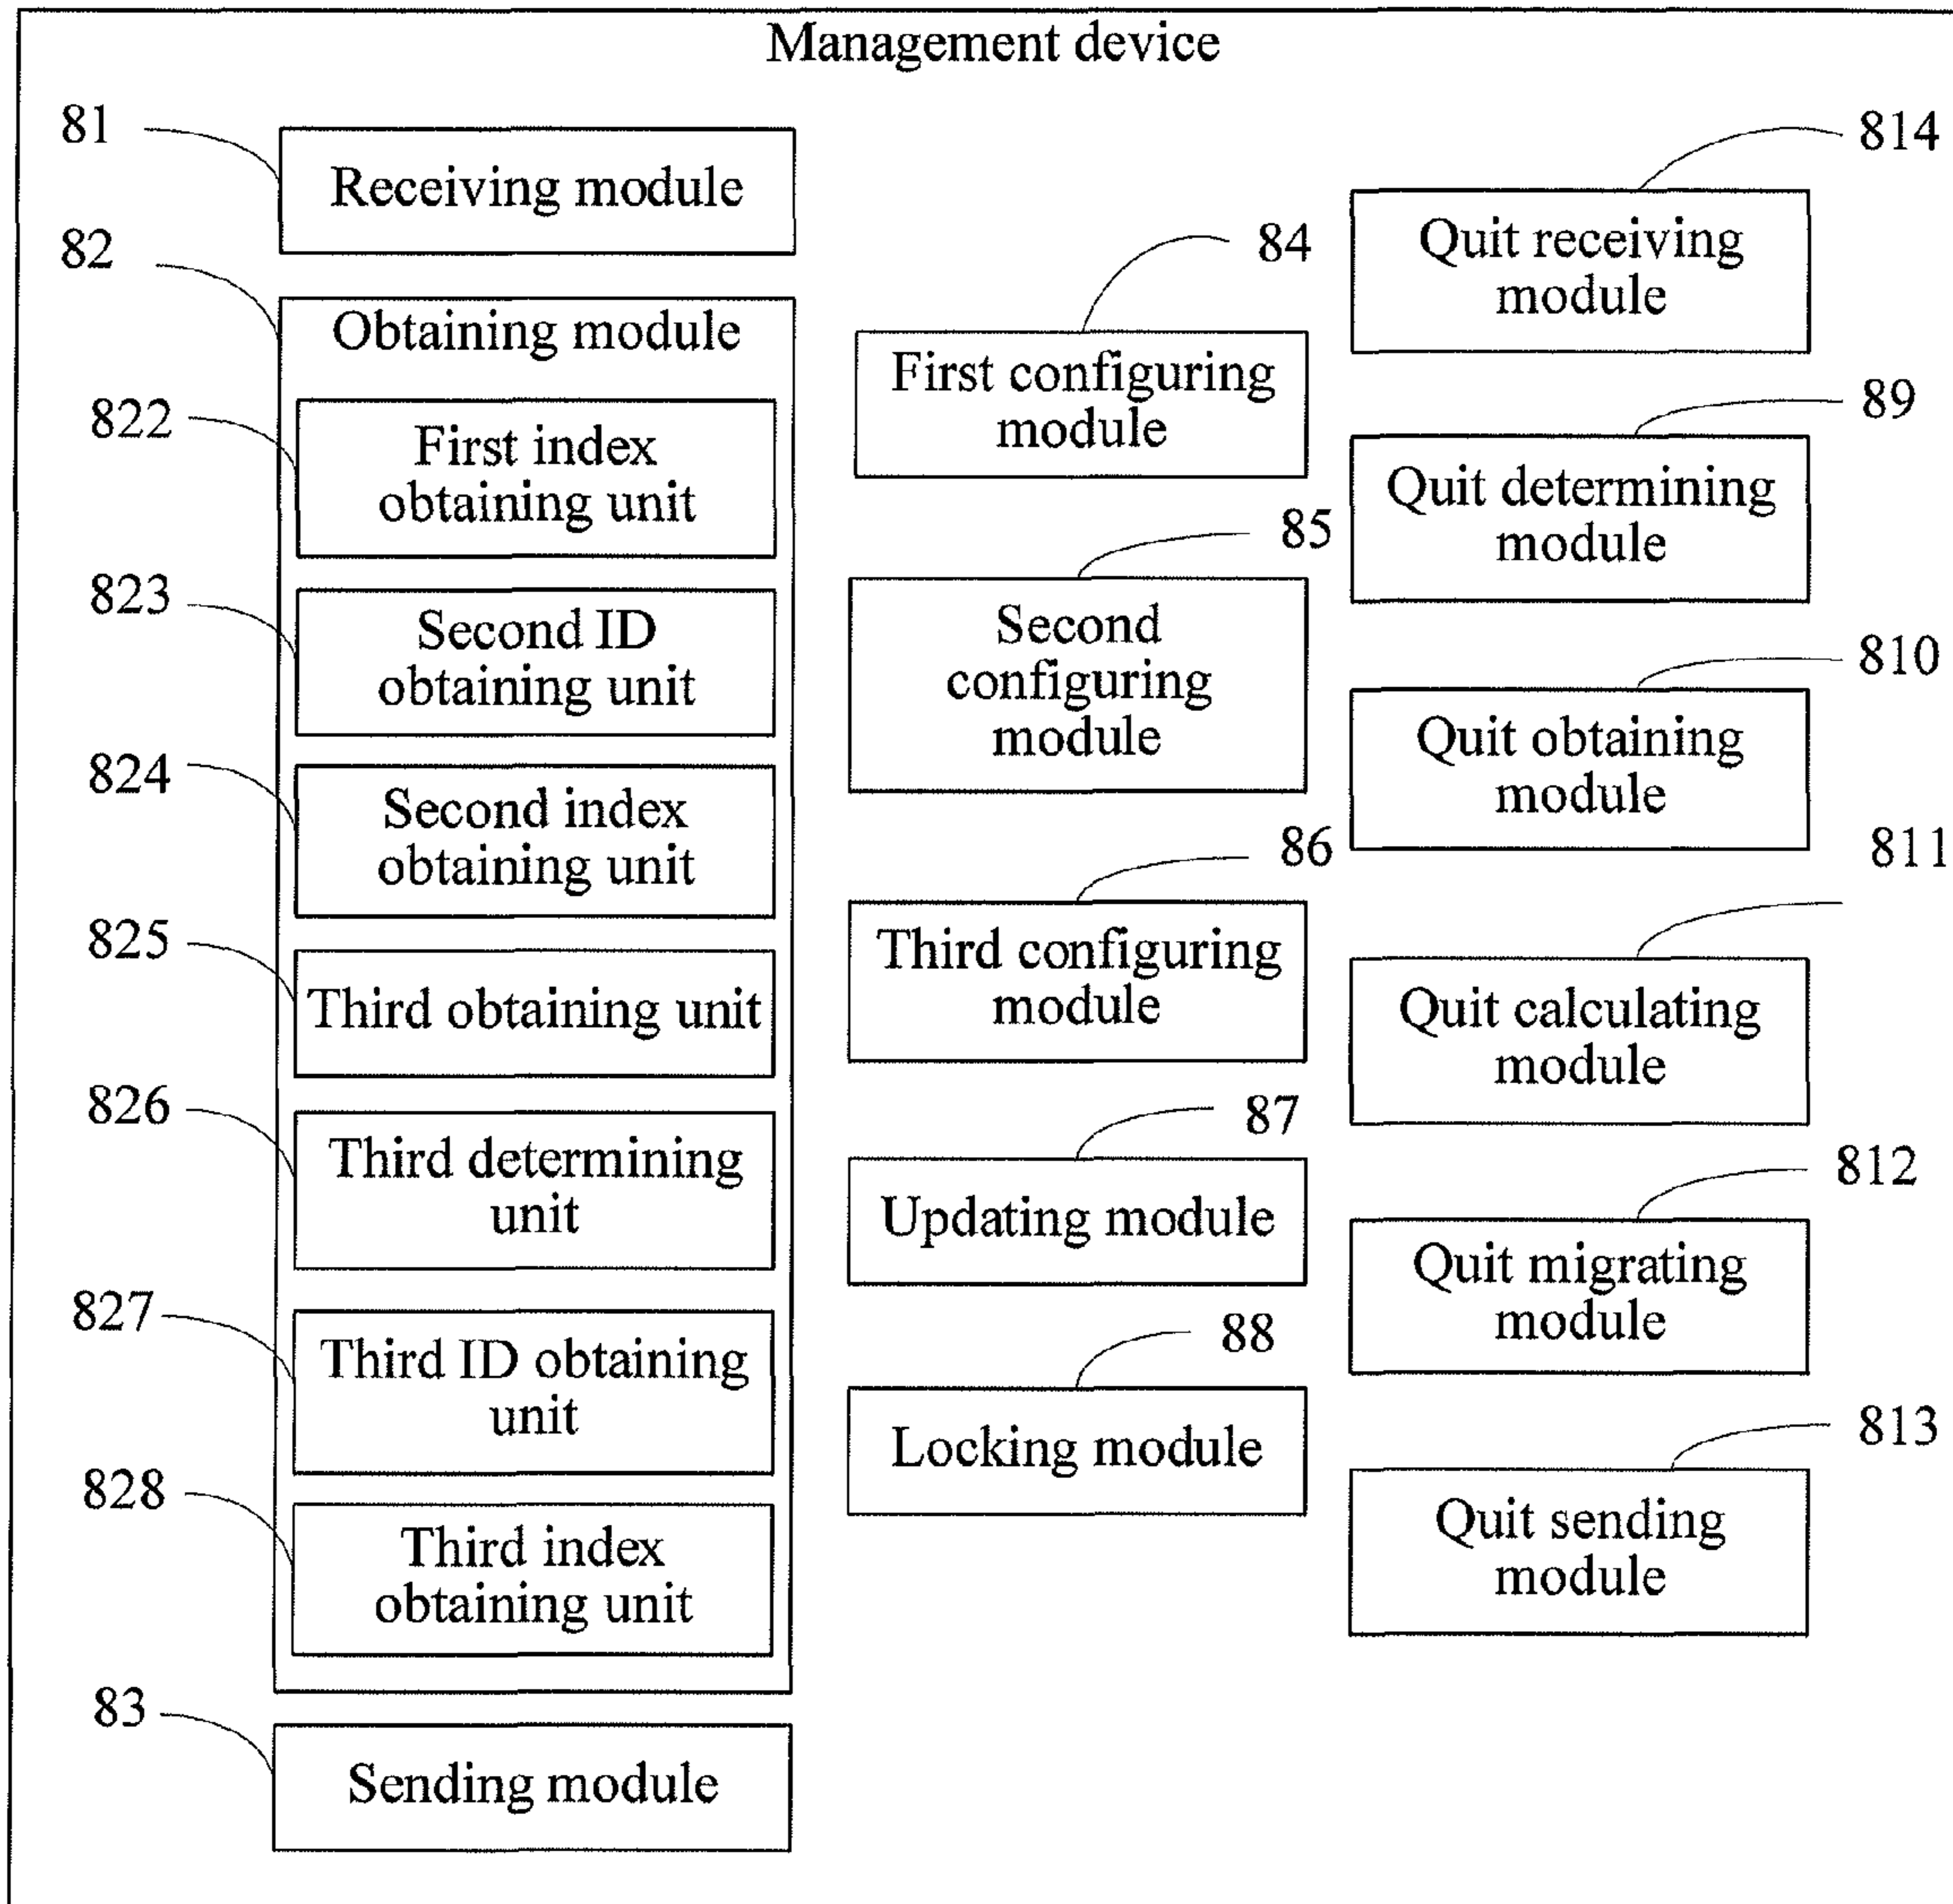 Management device
81
Receiving module
82
Obtaining module
822
First index
obtaining unit
823
Second ID
obtaining unit
824
Second index
obtaining unit
825
Third obtaining unit
826
Third determining
unit
827
Third ID obtaining
unit
828
Third index
obtaining unit
83
Sending module
84
First configuring
module
85
Second
configuring
module
86
Third configuring
module
87
Updating module
88
Locking module
814
Quit receiving
module
89
Quit determining
module
810
Quit obtaining
module
811
Quit calculating
module
812
Quit migrating
module
813
Quit sending
module